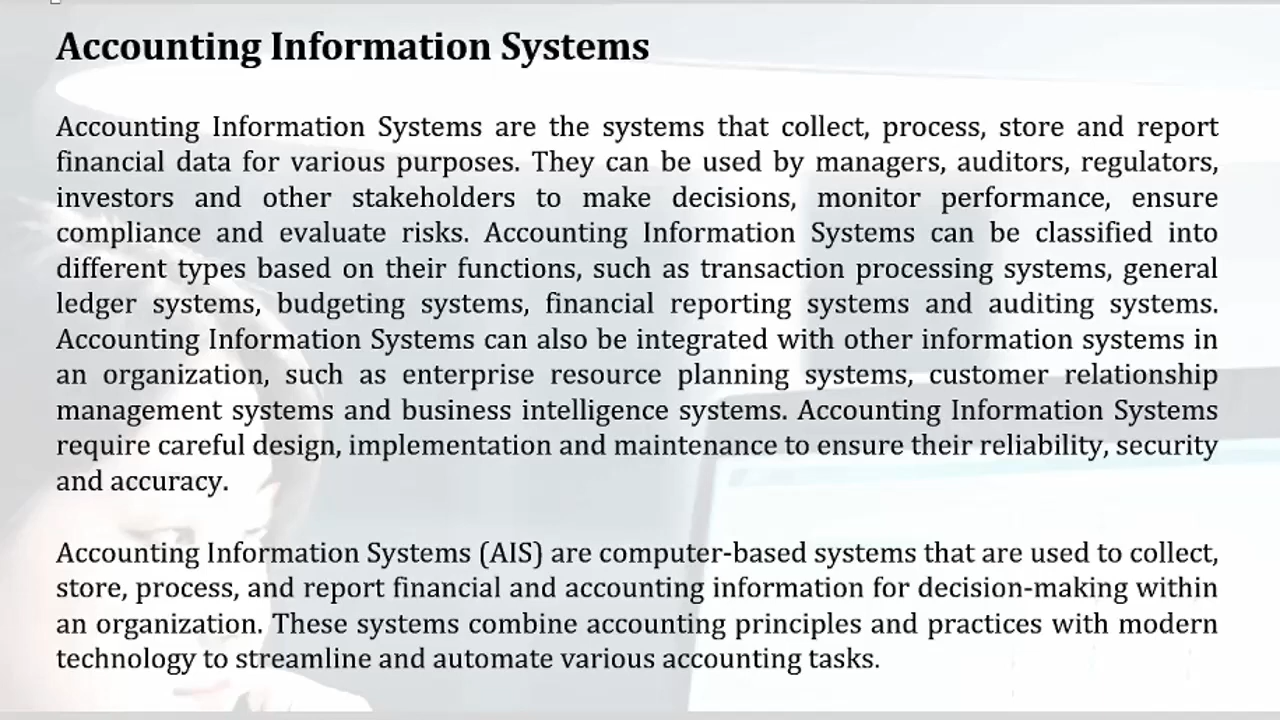 Accounting Information Systems
Accounting Information Systems are the systems that collect, process, store and report
financial data for various purposes. They can be used by managers, auditors, regulators,
investors and other stakeholders to make decisions, monitor performance, ensure
compliance and evaluate risks. Accounting Information Systems can be classified into
different types based on their functions, such as transaction processing systems, general
ledger systems, budgeting systems, financial reporting systems and auditing systems.
Accounting Information Systems can also be integrated with other information systems in
an organization, such as enterprise resource planning systems, customer relationship
management systems and business intelligence systems. Accounting Information Systems
require careful design, implementation and maintenance to ensure their reliability, security
and accuracy.
Accounting Information Systems (AIS) are computer-based systems that are used to collect,
store, process, and report financial and accounting information for decision-making within
an organization. These systems combine accounting principles and practices with modern
technology to streamline and automate various accounting tasks.